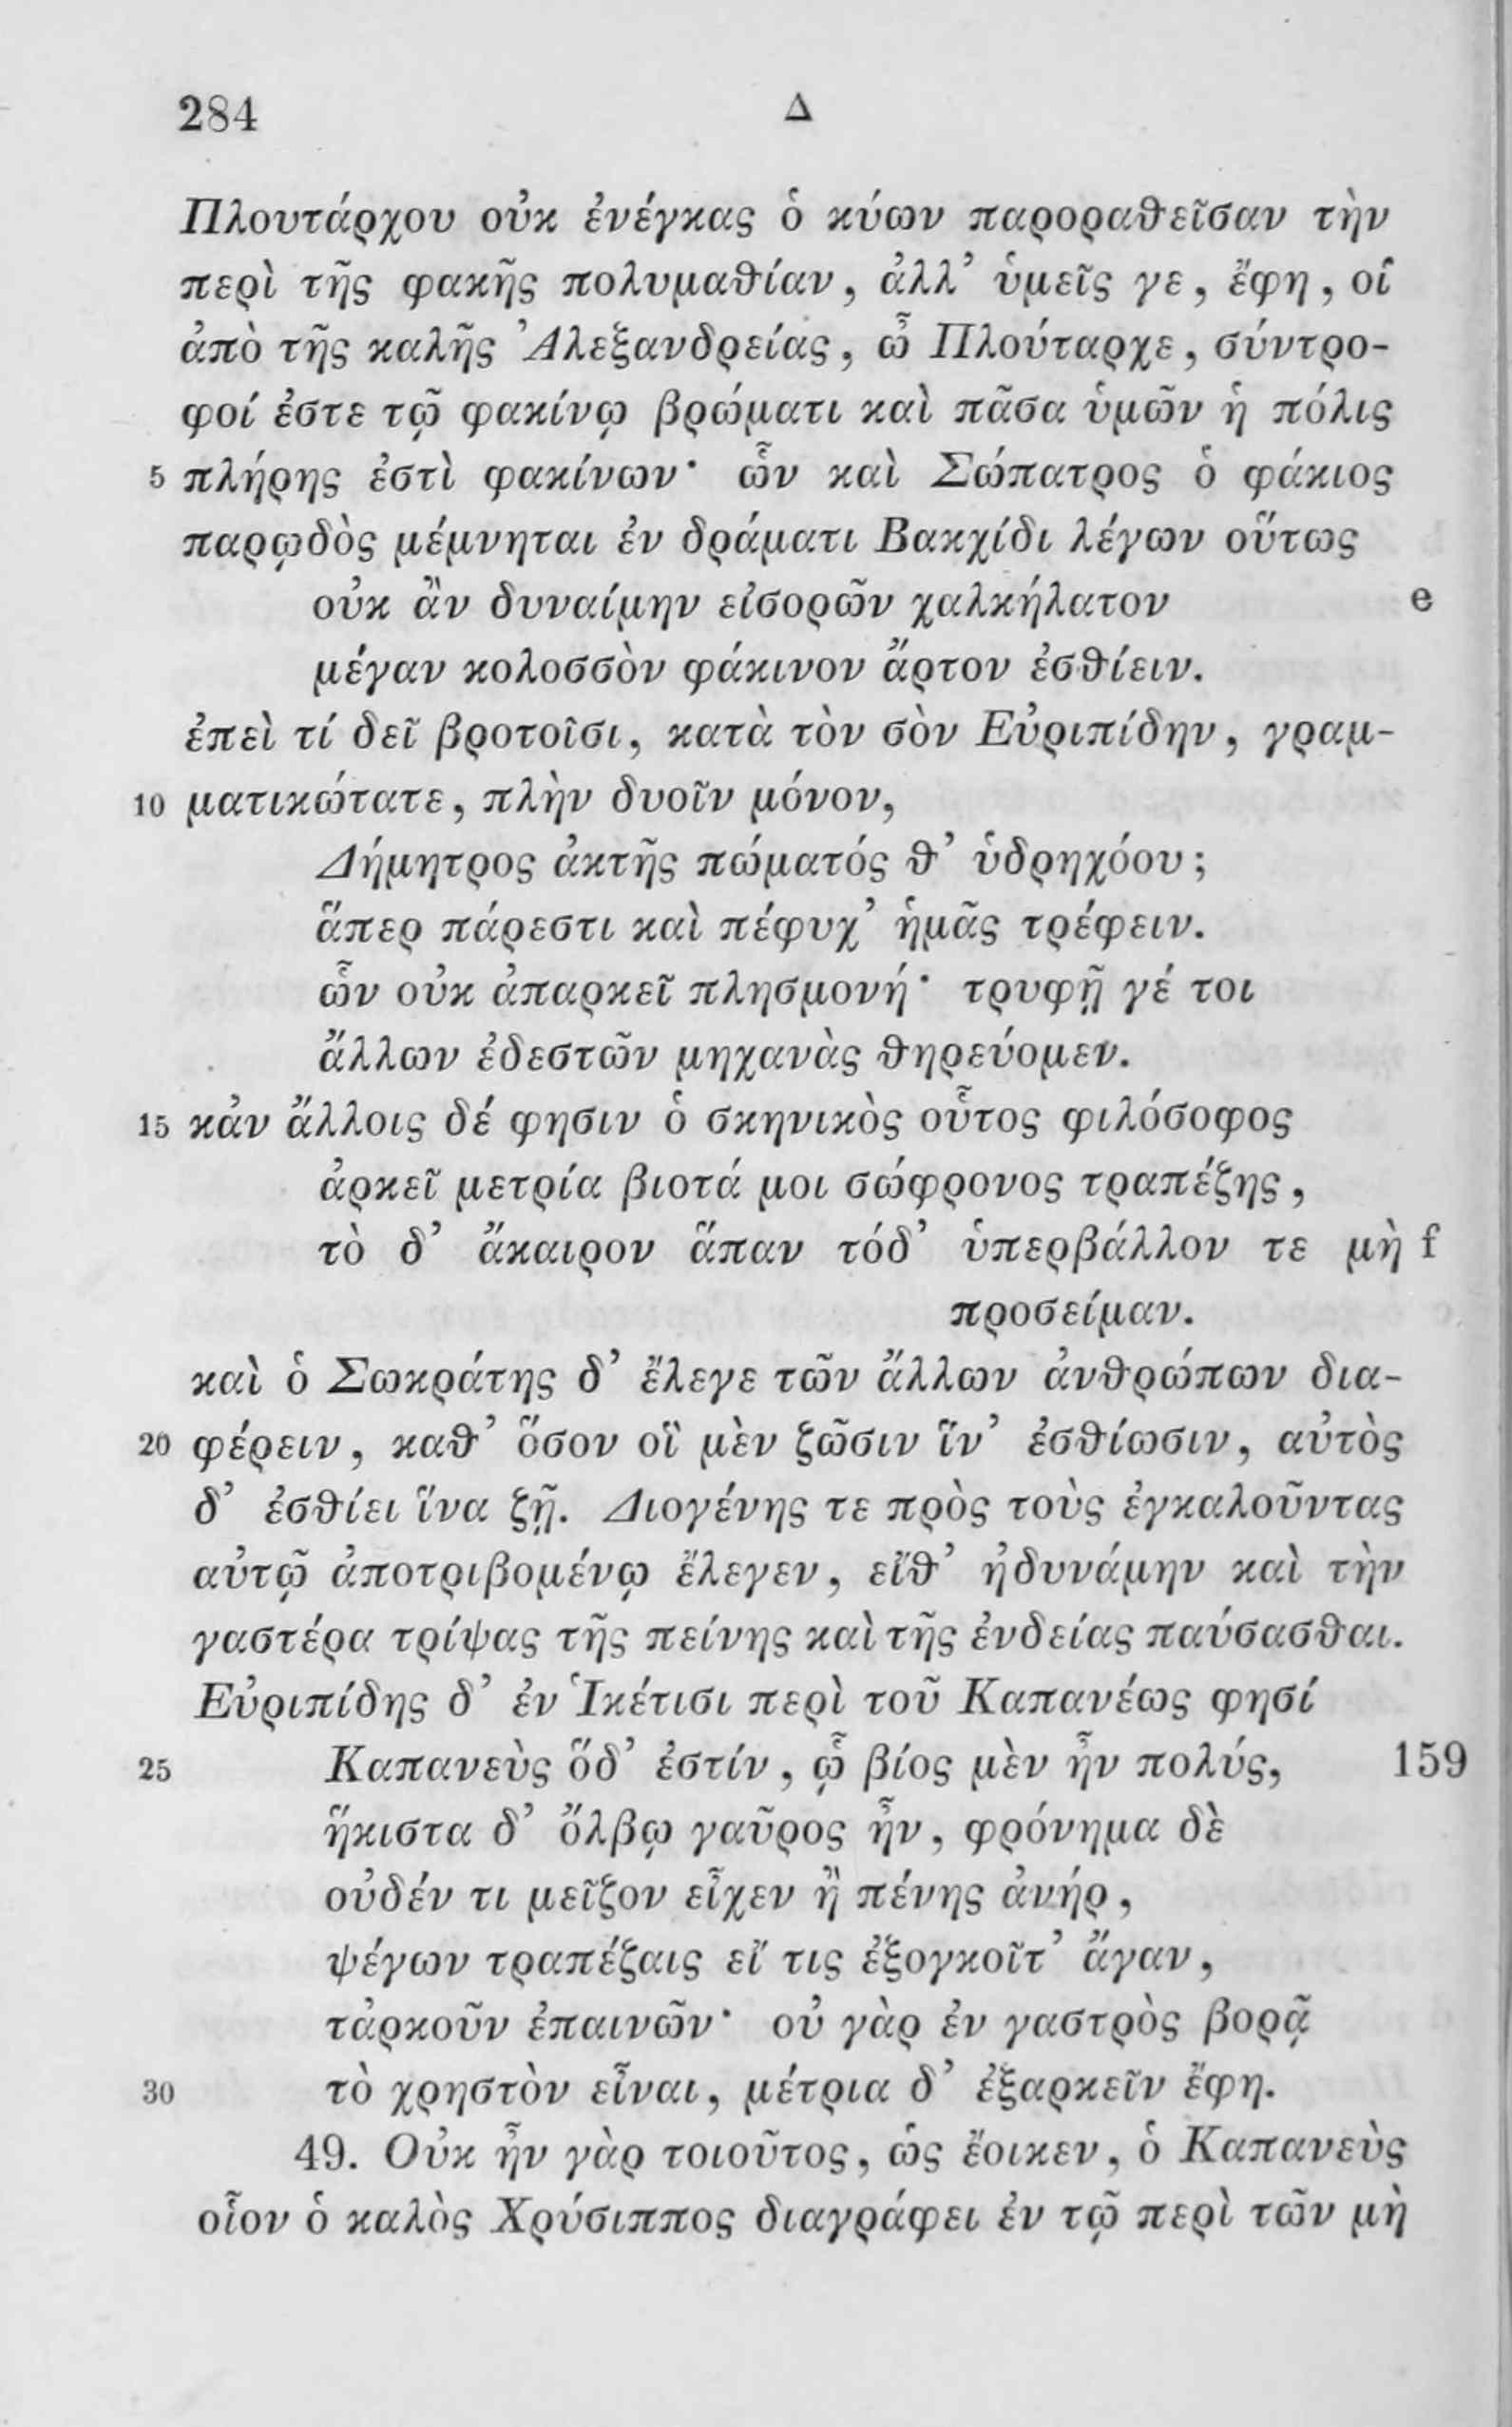 284 Δ
Πλουτάρχου οὐκ ἐνέγκας ὁ κύων παροραθεῖσαν τὴν
περὶ τῆς φακῆς πολυμαθίαν, ἀλλ’ ὑμεῖς γε, ἔφη, οἱ
ἀπὸ τῆς καλῆς Ἀλεξανδρείας, ὦ Πλούταρχε, σύντρο-
φοί ἐστε τῷ φακίνῳ βρώματι καὶ πᾶσα ὑμῶν ἡ πόλις
5 πλήρης ἐστὶ φακίνων· ὧν καὶ Σώπατρος ὁ φάκιος
παρῳδὸς μέμνηται ἐν δράματι Βακχίδι λέγων οὕτως
οὐκ ἂν δυναίμην εἰσορῶν χαλκήλατον e
μέγαν κολοσσὸν φάκινον ἄρτον ἐσθίειν.
ἐπεὶ τί δεῖ βροτοῖσι, κατὰ τὸν σὸν Εὐριπίδην, γραμ-
10 ματικώτατε, πλὴν δυοῖν μόνον,
Δήμητρος ἀκτῆς πώματός θ’ ὑδρηχόου;
ἅπερ πάρεστι καὶ πέφυχ’ ἡμᾶς τρέφειν.
ὧν οὐκ ἀπαρκεῖ πλησμονή· τρυφῇ γέ τοι
ἄλλων ἐδεστῶν μηχανὰς θηρεύομεν.
15 κἀν ἄλλοις δέ φησιν ὁ σκηνικὸς οὗτος φιλόσοφος
ἀρκεῖ μετρία βιοτά μοι σώφρονος τραπέζης,
τὸ δ’ ἄκαιρον ἅπαν τόδ’ ὑπερβάλλον τε μὴ f
προσείμαν.
καὶ ὁ Σωκράτης δ’ ἔλεγε τῶν ἄλλων ἀνθρώπων δια-
20 φέρειν, καθ’ ὅσον οἳ μὲν ζῶσιν ἵν’ ἐσθίωσιν, αὐτὸς
δ’ ἐσθίει ἵνα ζῇ. Διογένης τε πρὸς τοὺς ἐγκαλοῦντας
αὐτῷ ἀποτριβομένῳ ἔλεγεν, εἴθ’ ἠδυνάμην καὶ τὴν
γαστέρα τρίψας τῆς πείνης καὶ τῆς ἐνδείας παύσασθαι.
Εὐριπίδης δ’ ἐν Ἱκέτισι περὶ τοῦ Καπανέως φησί
25 Καπανεὺς ὅδ’ ἐστίν, ᾧ βίος μὲν ἦν πολύς, 159
ἥκιστα δ’ ὄλβῳ γαῦρος ἦν, φρόνημα δὲ
οὐδέν τι μεῖζον εἶχεν ἢ πένης ἀνήρ,
ψέγων τραπέζαις εἴ τις ἐξογκοῖτ’ ἄγαν,
τἀρκοῦν ἐπαινῶν· οὐ γὰρ ἐν γαστρὸς βορᾷ
30 τὸ χρηστὸν εἶναι, μέτρια δ’ ἐξαρκεῖν ἔφη.
49. Οὐκ ἦν γὰρ τοιοῦτος, ὡς ἔοικεν, ὁ Καπανεὺς
οἷον ὁ καλὸς Χρύσιππος διαγράφει ἐν τῷ περὶ τῶν μὴ